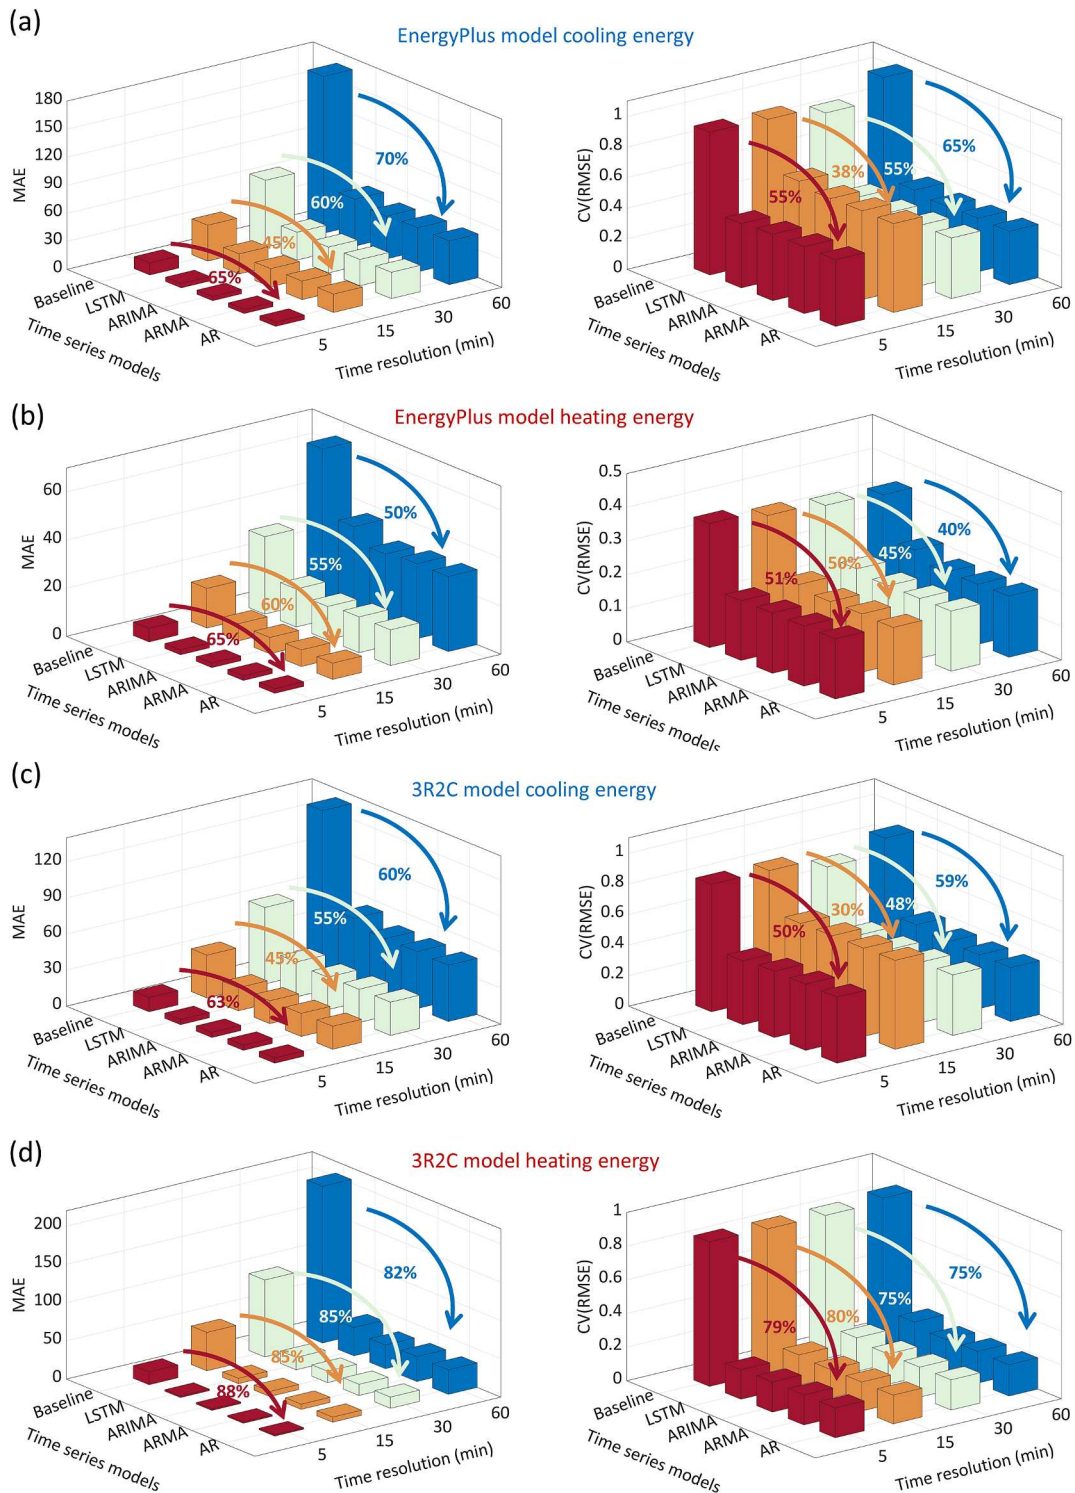 (a)
EnergyPlus model cooling energy
180
150
120
90
60
30
0
MAE
70%
60%
45%
65%
Baseline
LSTM
ARIMA
ARMA
AR
Time series models
5
15
30
60
Time resolution (min)
1
0.8
0.6
0.4
0.2
0
CV(RMSE)
65%
55%
38%
55%
Baseline
LSTM
ARIMA
ARMA
AR
Time series models
5
15
30
60
Time resolution (min)
(b)
EnergyPlus model heating energy
60
40
20
0
MAE
50%
55%
60%
65%
Baseline
LSTM
ARIMA
ARMA
AR
Time series models
5
15
30
60
Time resolution (min)
0.5
0.4
0.3
0.2
0.1
0
CV(RMSE)
40%
45%
50%
51%
Baseline
LSTM
ARIMA
ARMA
AR
Time series models
5
15
30
60
Time resolution (min)
(c)
3R2C model cooling energy
120
90
60
30
0
MAE
60%
55%
45%
63%
Baseline
LSTM
ARIMA
ARMA
AR
Time series models
5
15
30
60
Time resolution (min)
1
0.8
0.6
0.4
0.2
0
CV(RMSE)
59%
48%
30%
50%
Baseline
LSTM
ARIMA
ARMA
AR
Time series models
5
15
30
60
Time resolution (min)
(d)
3R2C model heating energy
200
150
100
50
0
MAE
82%
85%
85%
88%
Baseline
LSTM
ARIMA
ARMA
AR
Time series models
5
15
30
60
Time resolution (min)
1
0.8
0.6
0.4
0.2
0
CV(RMSE)
75%
75%
80%
79%
Baseline
LSTM
ARIMA
ARMA
AR
Time series models
5
15
30
60
Time resolution (min)